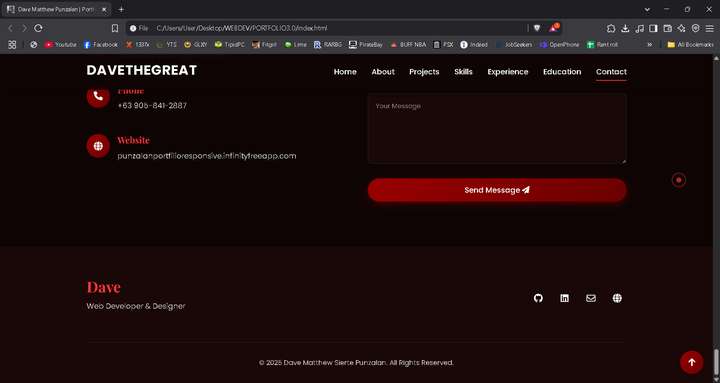 Dave Matthew Punzalan | Portf
File C:/Users/User/Desktop/WEBDEV/PORTFOLIO3.0/index.html
Youtube Facebook 1337x YTS GLXY TipidPC Fitgirl Lime RARBG PirateBay BUFF NBA PSX Indeed JobSeekers OpenPhone Rent roll All Bookmarks
DAVETHEGREAT Home About Projects Skills Experience Education Contact
Phone
+63 905-841-2887
Your Message
Website
punzalanportfilioresponsive.infinityfreeapp.com
Send Message
Dave
Web Developer & Designer
© 2025 Dave Matthew Sierte Punzalan. All Rights Reserved.